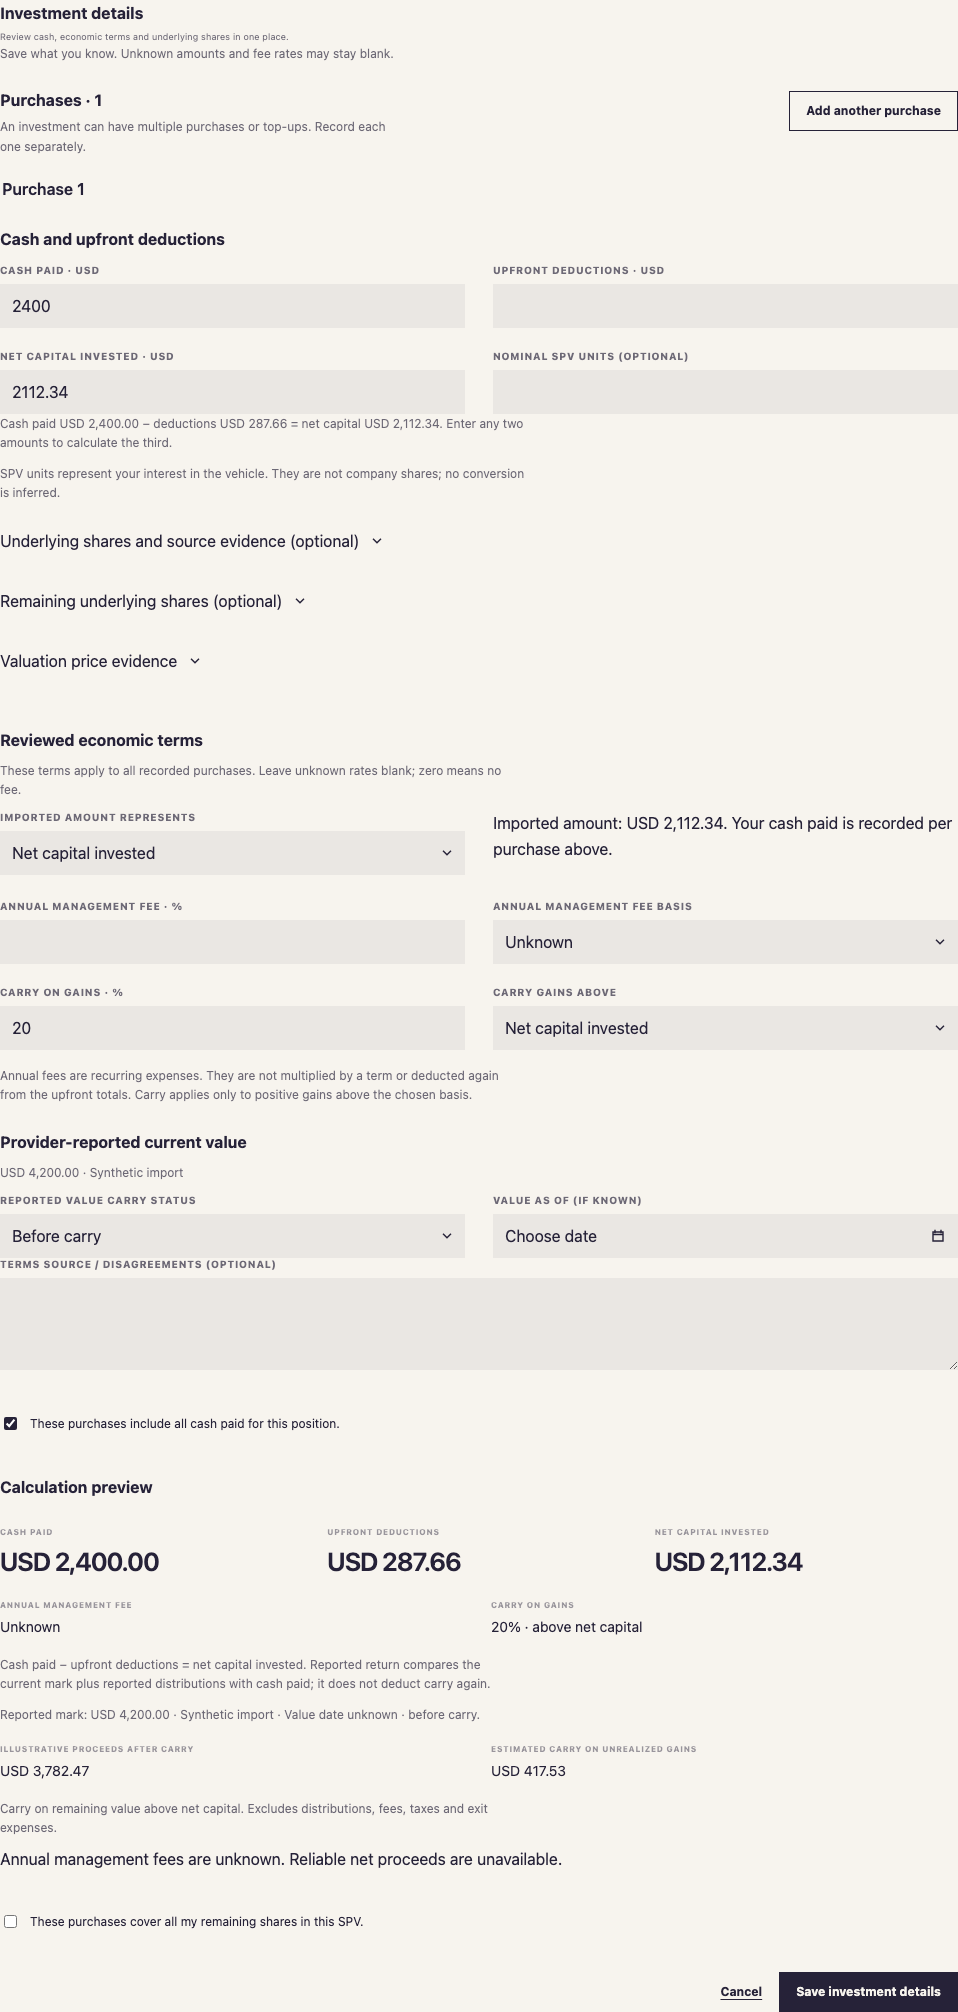 Investment details
Review cash, economic terms and underlying shares in one place.
Save what you know. Unknown amounts and fee rates may stay blank.
Purchases · 1
Add another purchase
An investment can have multiple purchases or top-ups. Record each
one separately.
Purchase 1
Cash and upfront deductions
CASH PAID · USD
UPFRONT DEDUCTIONS · USD
2400
NET CAPITAL INVESTED · USD
NOMINAL SPV UNITS (OPTIONAL)
2112.34
Cash paid USD 2,400.00 − deductions USD 287.66 = net capital USD 2,112.34. Enter any two
amounts to calculate the third.
SPV units represent your interest in the vehicle. They are not company shares; no conversion
is inferred.
Underlying shares and source evidence (optional)
Remaining underlying shares (optional)
Valuation price evidence
Reviewed economic terms
These terms apply to all recorded purchases. Leave unknown rates blank; zero means no
fee.
IMPORTED AMOUNT REPRESENTS
Net capital invested
Imported amount: USD 2,112.34. Your cash paid is recorded per
purchase above.
ANNUAL MANAGEMENT FEE · %
ANNUAL MANAGEMENT FEE BASIS
Unknown
CARRY ON GAINS · %
CARRY GAINS ABOVE
20
Net capital invested
Annual fees are recurring expenses. They are not multiplied by a term or deducted again
from the upfront totals. Carry applies only to positive gains above the chosen basis.
Provider-reported current value
USD 4,200.00 · Synthetic import
REPORTED VALUE CARRY STATUS
VALUE AS OF (IF KNOWN)
Before carry
Choose date
TERMS SOURCE / DISAGREEMENTS (OPTIONAL)
These purchases include all cash paid for this position.
Calculation preview
CASH PAID
UPFRONT DEDUCTIONS
NET CAPITAL INVESTED
USD 2,400.00
USD 287.66
USD 2,112.34
ANNUAL MANAGEMENT FEE
CARRY ON GAINS
Unknown
20% · above net capital
Cash paid − upfront deductions = net capital invested. Reported return compares the
current mark plus reported distributions with cash paid; it does not deduct carry again.
Reported mark: USD 4,200.00 · Synthetic import · Value date unknown · before carry.
ILLUSTRATIVE PROCEEDS AFTER CARRY
ESTIMATED CARRY ON UNREALIZED GAINS
USD 3,782.47
USD 417.53
Carry on remaining value above net capital. Excludes distributions, fees, taxes and exit
expenses.
Annual management fees are unknown. Reliable net proceeds are unavailable.
These purchases cover all my remaining shares in this SPV.
Cancel
Save investment details